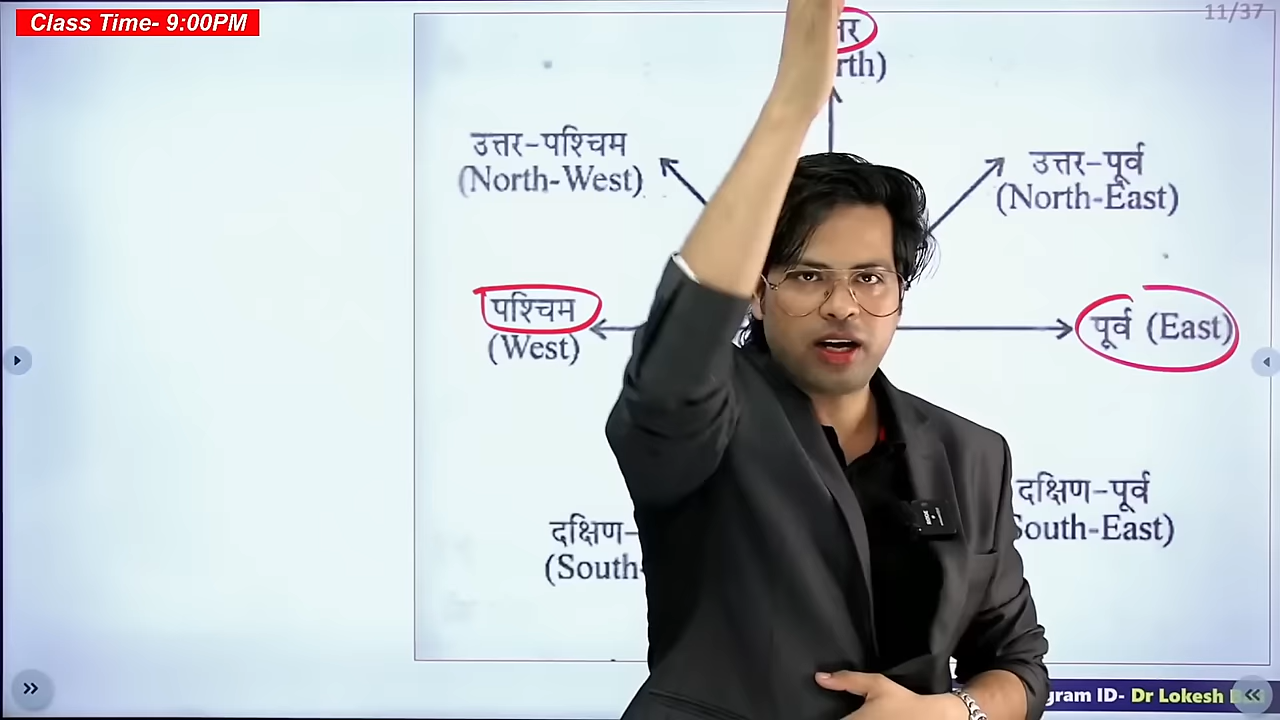 Class Time- 9:00PM
11/37
उत्तर-पश्चिम
(North-West)
उत्तर-पूर्व
(North-East)
पश्चिम
(West)
पूर्व (East)
दक्षिण-पूर्व
South-East)
दक्षिण-
(South-
gram ID- Dr Lokesh